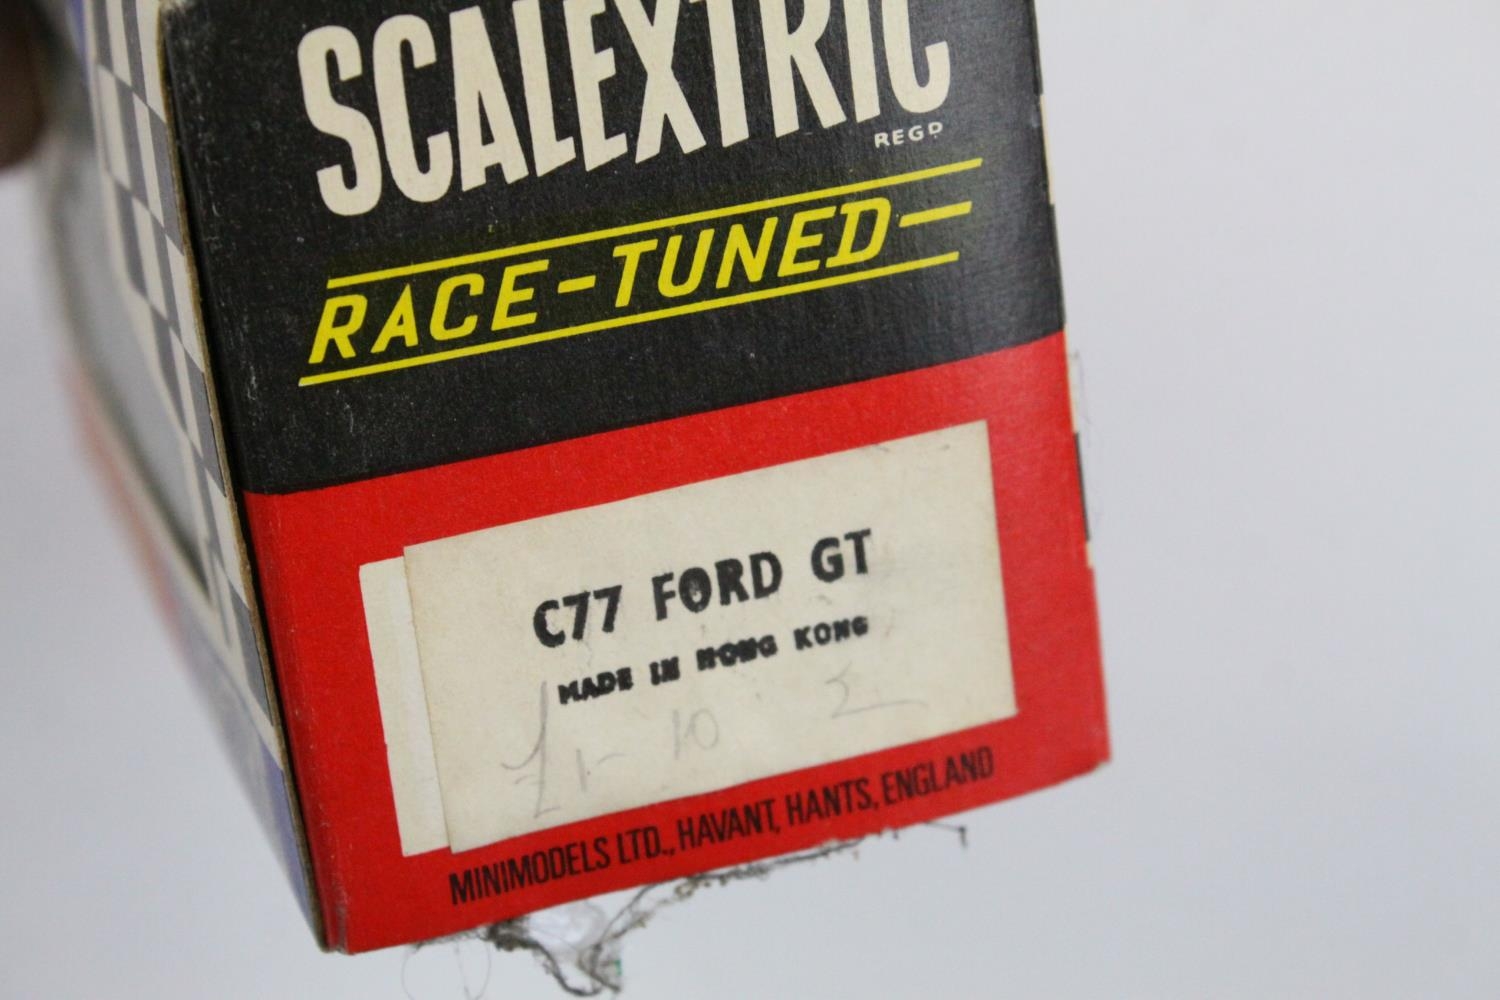 SCALEXTRIC
REGD
RACE-TUNED
C77 FORD GT
MADE IN HONG KONG
£1- 10
MINIMODELS LTD., HAVANT, HANTS, ENGLAND